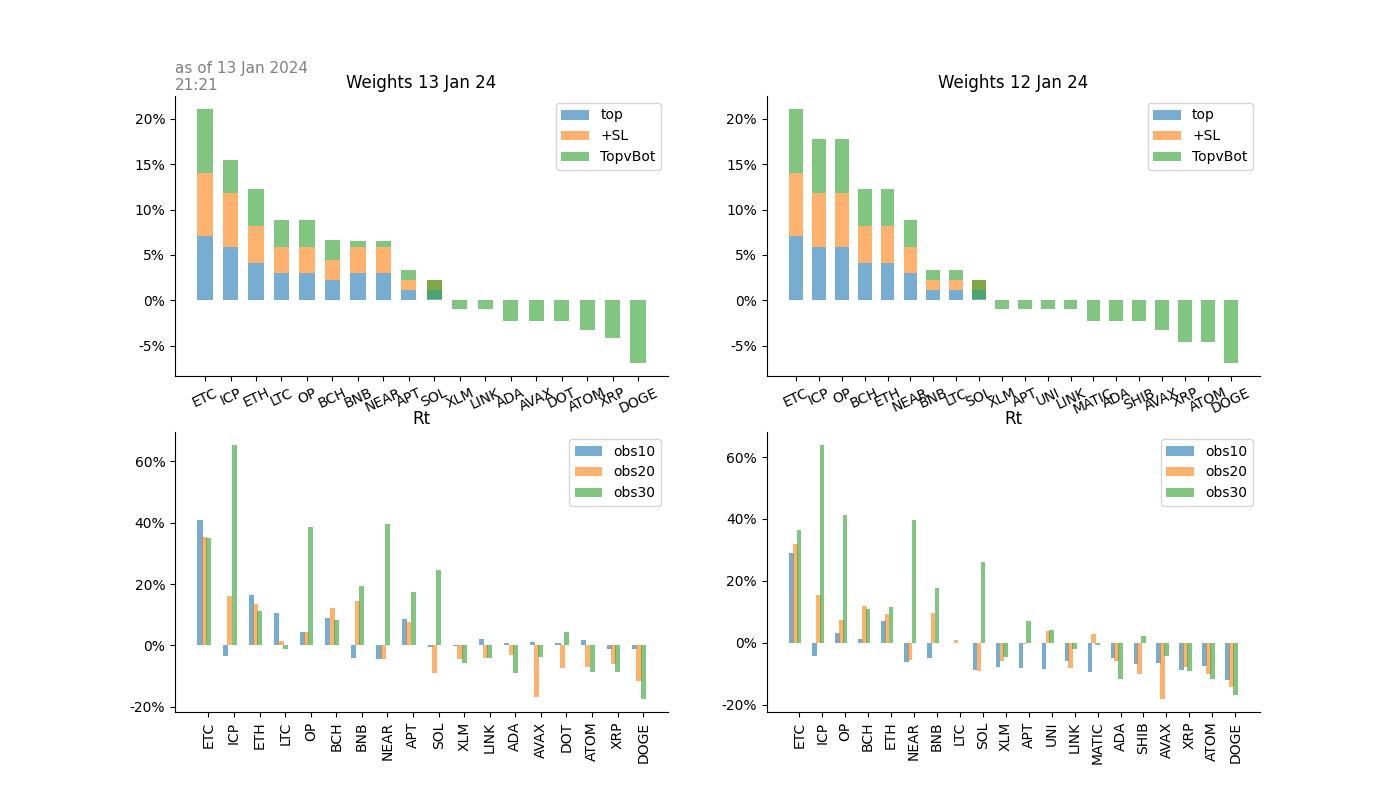 as of 13 Jan 2024
21:21
Weights 13 Jan 24
20%
15%
10%
5%
0%
-5%
top
+SL
TopvBot
ETC ICP ETH LTC OP BCH BNB NEAR APT SOL XLM LINK ADA AVAX DOT ATOM XRP DOGE
Weights 12 Jan 24
20%
15%
10%
5%
0%
-5%
top
+SL
TopvBot
ETC ICP OP BCH ETH NEAR BNB LTC SOL XLM APT UNI LINK MATIC ADA SHIB AVAX XRP ATOM DOGE
Rt
60%
40%
20%
0%
-20%
obs10
obs20
obs30
ETC ICP ETH LTC OP BCH BNB NEAR APT SOL XLM LINK ADA AVAX DOT ATOM XRP DOGE
Rt
60%
40%
20%
0%
-20%
obs10
obs20
obs30
ETC ICP OP BCH ETH NEAR BNB LTC SOL XLM APT UNI LINK MATIC ADA SHIB AVAX XRP ATOM DOGE